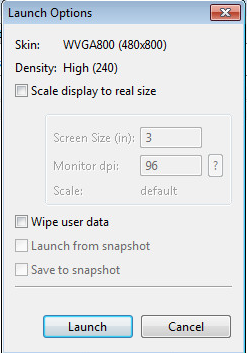 Launch Options
Skin: WVGA800 (480x800)
Density: High (240)
Scale display to real size
Screen Size (in): 3
Monitor dpi: 96 ?
Scale: default
Wipe user data
Launch from snapshot
Save to snapshot
Launch Cancel